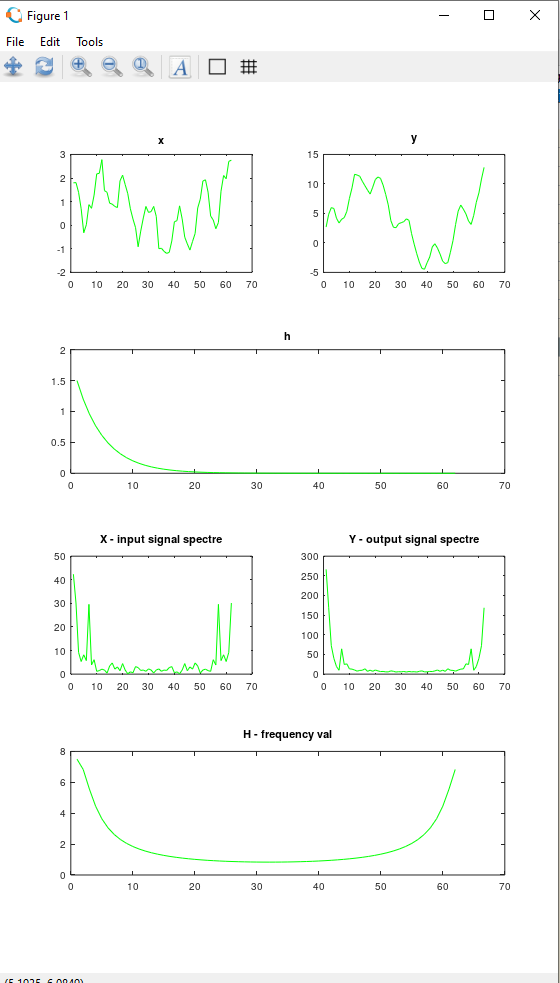 Figure 1
File Edit Tools
A
x y
3 15
2 10
1 5
0 0
-1
-2 -5
0 10 20 30 40 50 60 70 0 10 20 30 40 50 60 70
h
2
1.5
1
0.5
0
0 10 20 30 40 50 60 70
X - input signal spectre Y - output signal spectre
50 300
40 250
200
30 150
20 100
10 50
0 0
0 10 20 30 40 50 60 70 0 10 20 30 40 50 60 70
H - frequency val
8
6
4
2
0
0 10 20 30 40 50 60 70